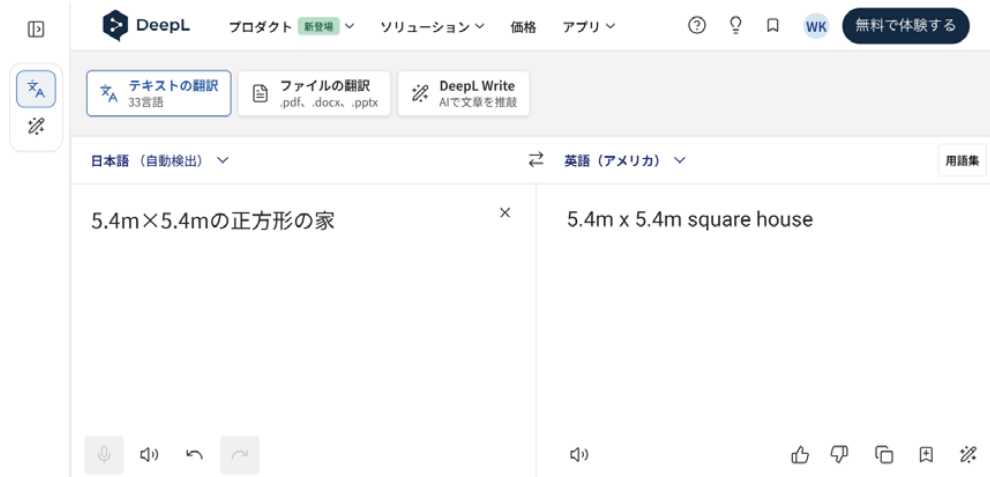 DeepL
プロダクト 新登場
ソリューション
価格
アプリ
WK
無料で体験する
テキストの翻訳
33言語
ファイルの翻訳
.pdf、.docx、.pptx
DeepL Write
AIで文章を推敲
日本語（自動検出）
英語（アメリカ）
用語集
5.4m×5.4mの正方形の家
5.4m x 5.4m square house